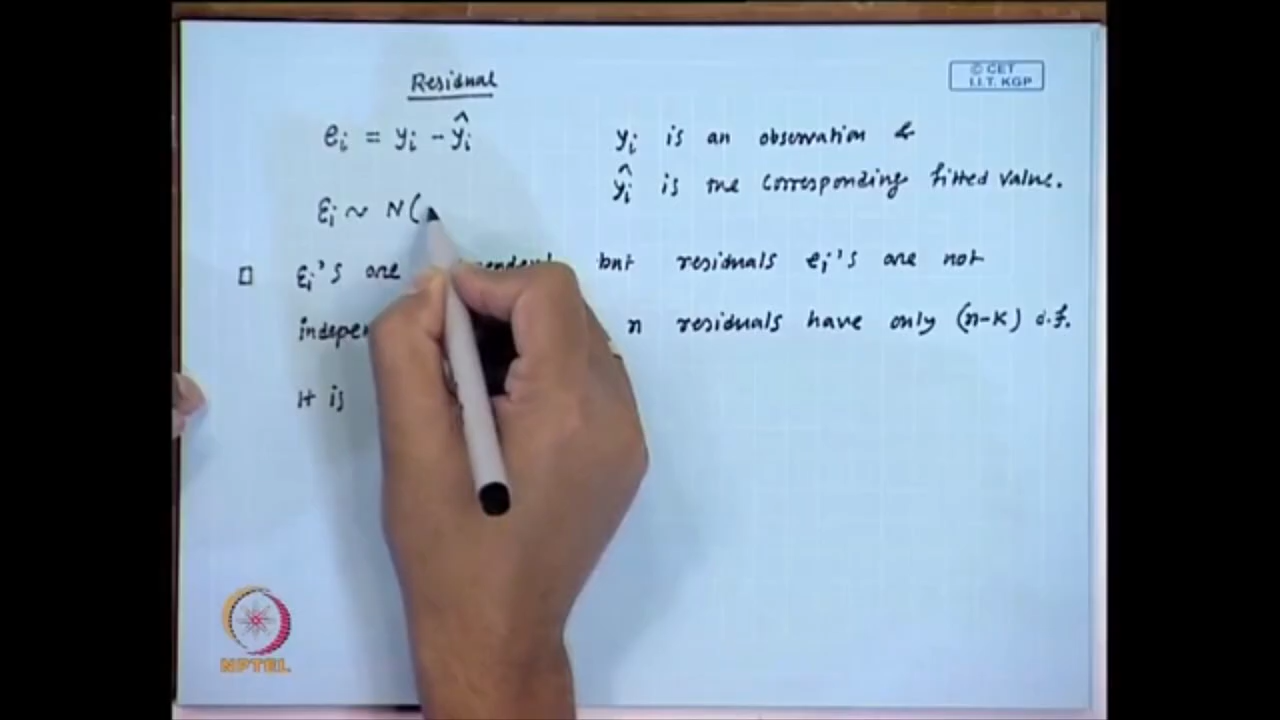 Residual
© CET
I.I.T. KGP
eᵢ = yᵢ - ŷᵢ
yᵢ is an observation &
ŷᵢ is the corresponding fitted value.
εᵢ ~ N(
□ εᵢ's are but residuals eᵢ's are not
n residuals have only (n-K) d.f.
It is
NPTEL